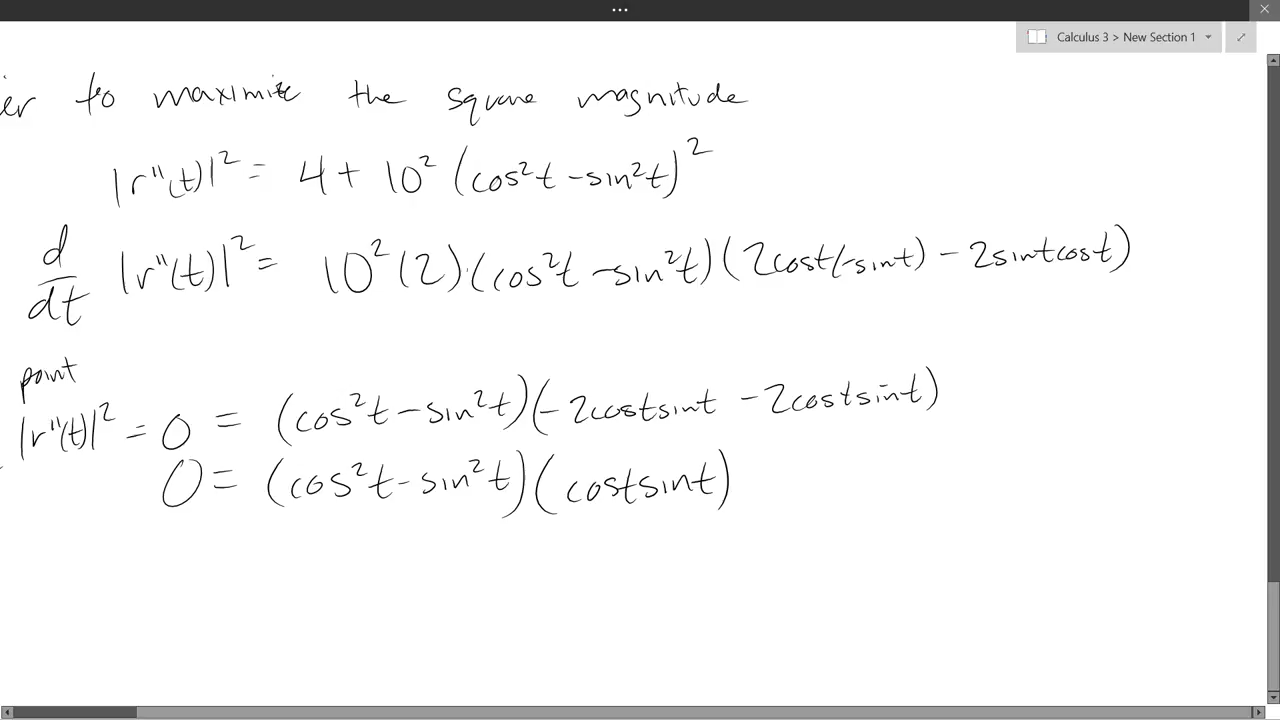 ...
Calculus 3 > New Section 1
er to maximize the square magnitude
|r''(t)|² = 4 + 10² (cos²t - sin²t)²
d/dt |r''(t)|² = 10² (2)·(cos²t - sin²t)(2cost(-sint) - 2sintcost)
point
|r''(t)|² = 0 = (cos²t - sin²t)(-2costsint - 2costsint)
0 = (cos²t - sin²t)(costsint)